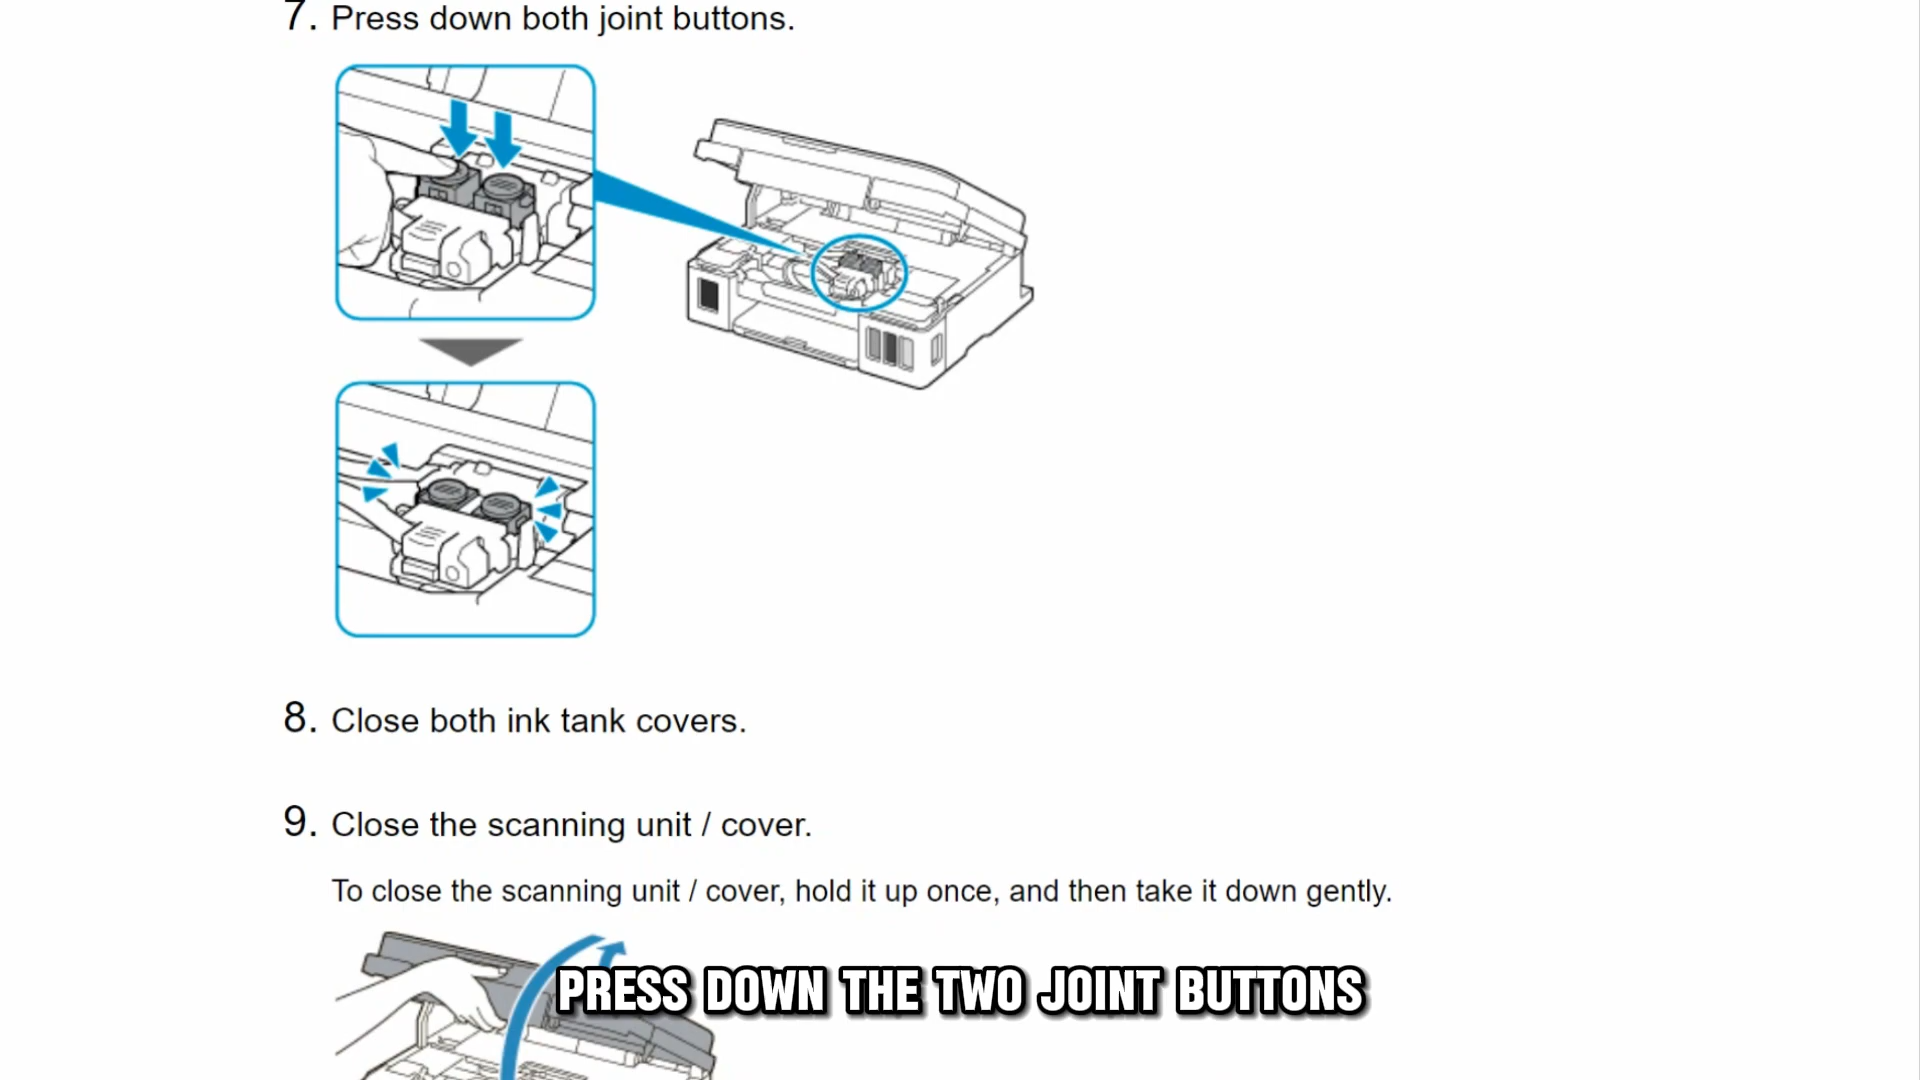 7. Press down both joint buttons.
8. Close both ink tank covers.
9. Close the scanning unit / cover.
To close the scanning unit / cover, hold it up once, and then take it down gently.
PRESS DOWN THE TWO JOINT BUTTONS